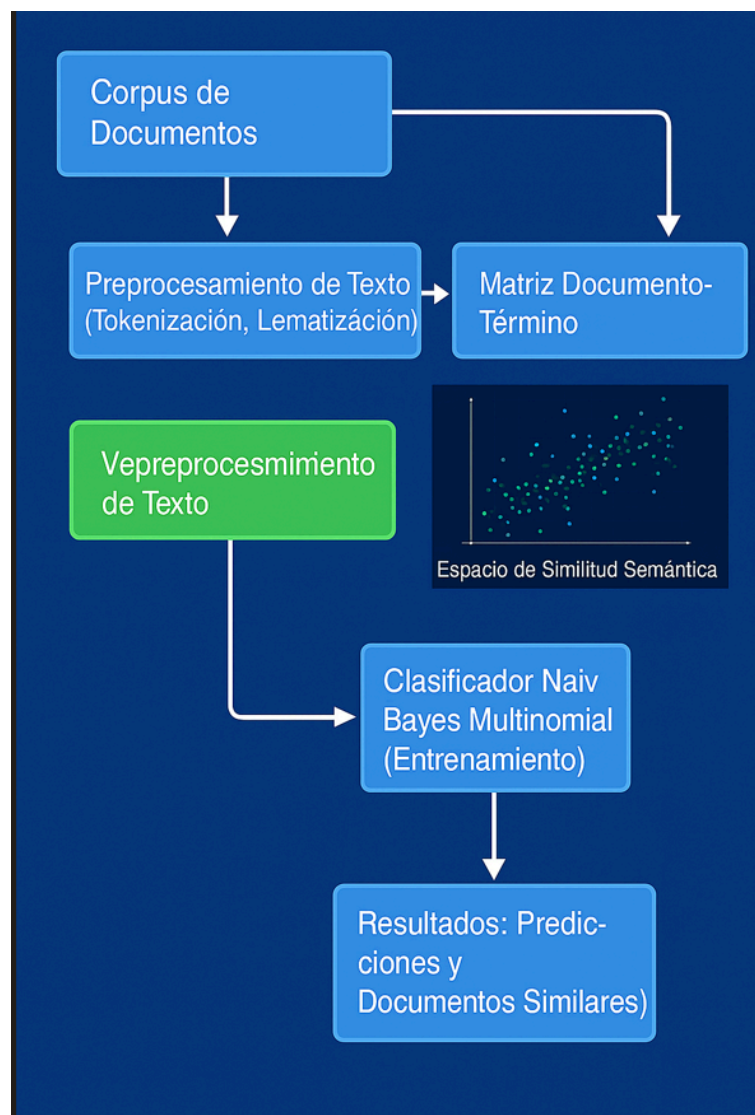 Corpus de
Documentos
Preprocesamiento de Texto
(Tokenización, Lematizáción)
Matriz Documento-
Término
Vepreprocesmimiento
de Texto
Espacio de Similitud Semántica
Clasificador Naiv
Bayes Multinomial
(Entrenamiento)
Resultados: Predic-
ciones y
Documentos Similares)